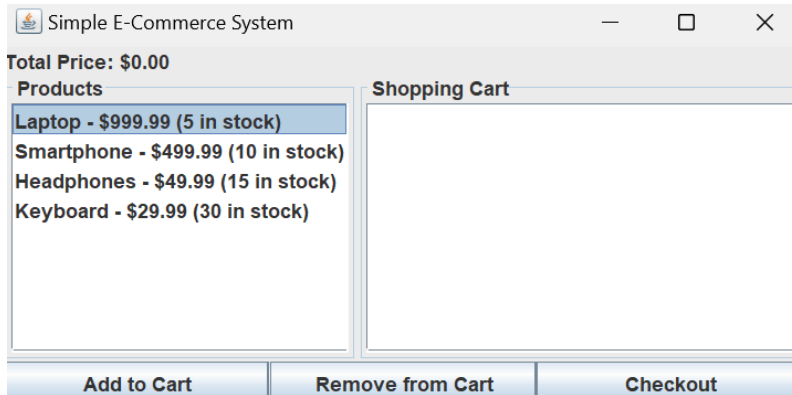 Simple E-Commerce System
Total Price: $0.00
Products
Shopping Cart
Laptop - $999.99 (5 in stock)
Smartphone - $499.99 (10 in stock)
Headphones - $49.99 (15 in stock)
Keyboard - $29.99 (30 in stock)
Add to Cart
Remove from Cart
Checkout